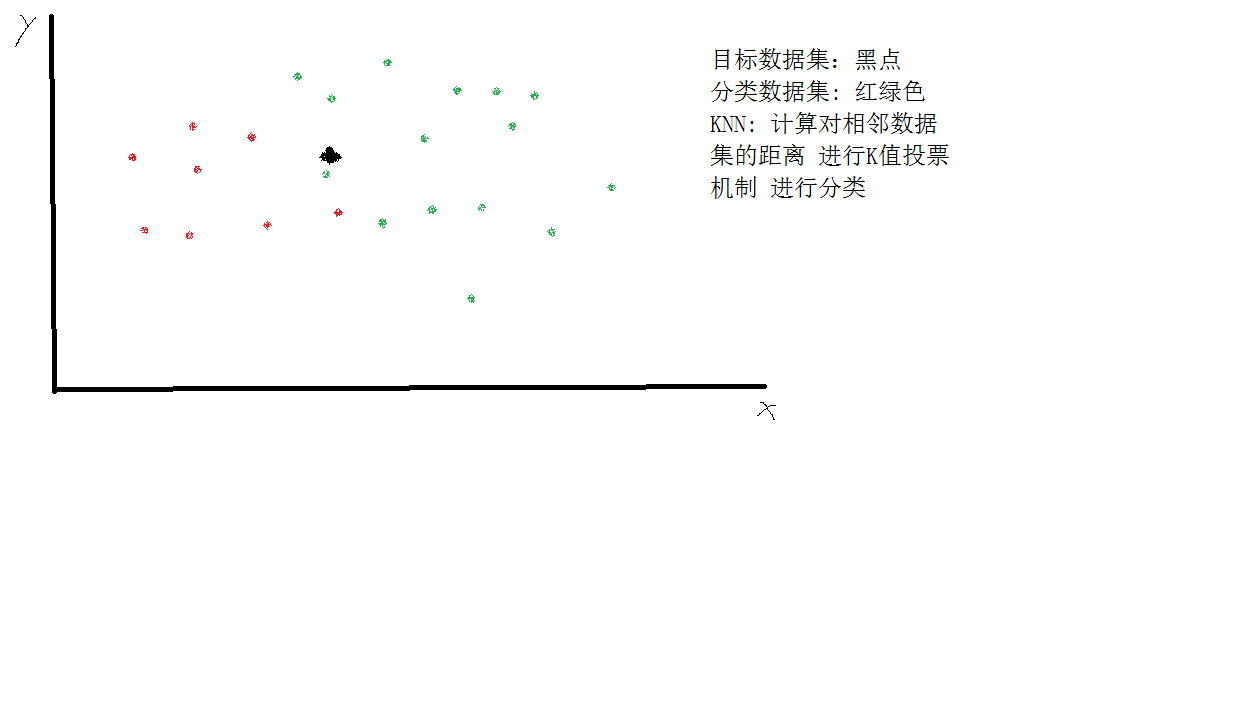 y
目标数据集：黑点
分类数据集：红绿色
KNN：计算对相邻数据
集的距离 进行K值投票
机制 进行分类
x